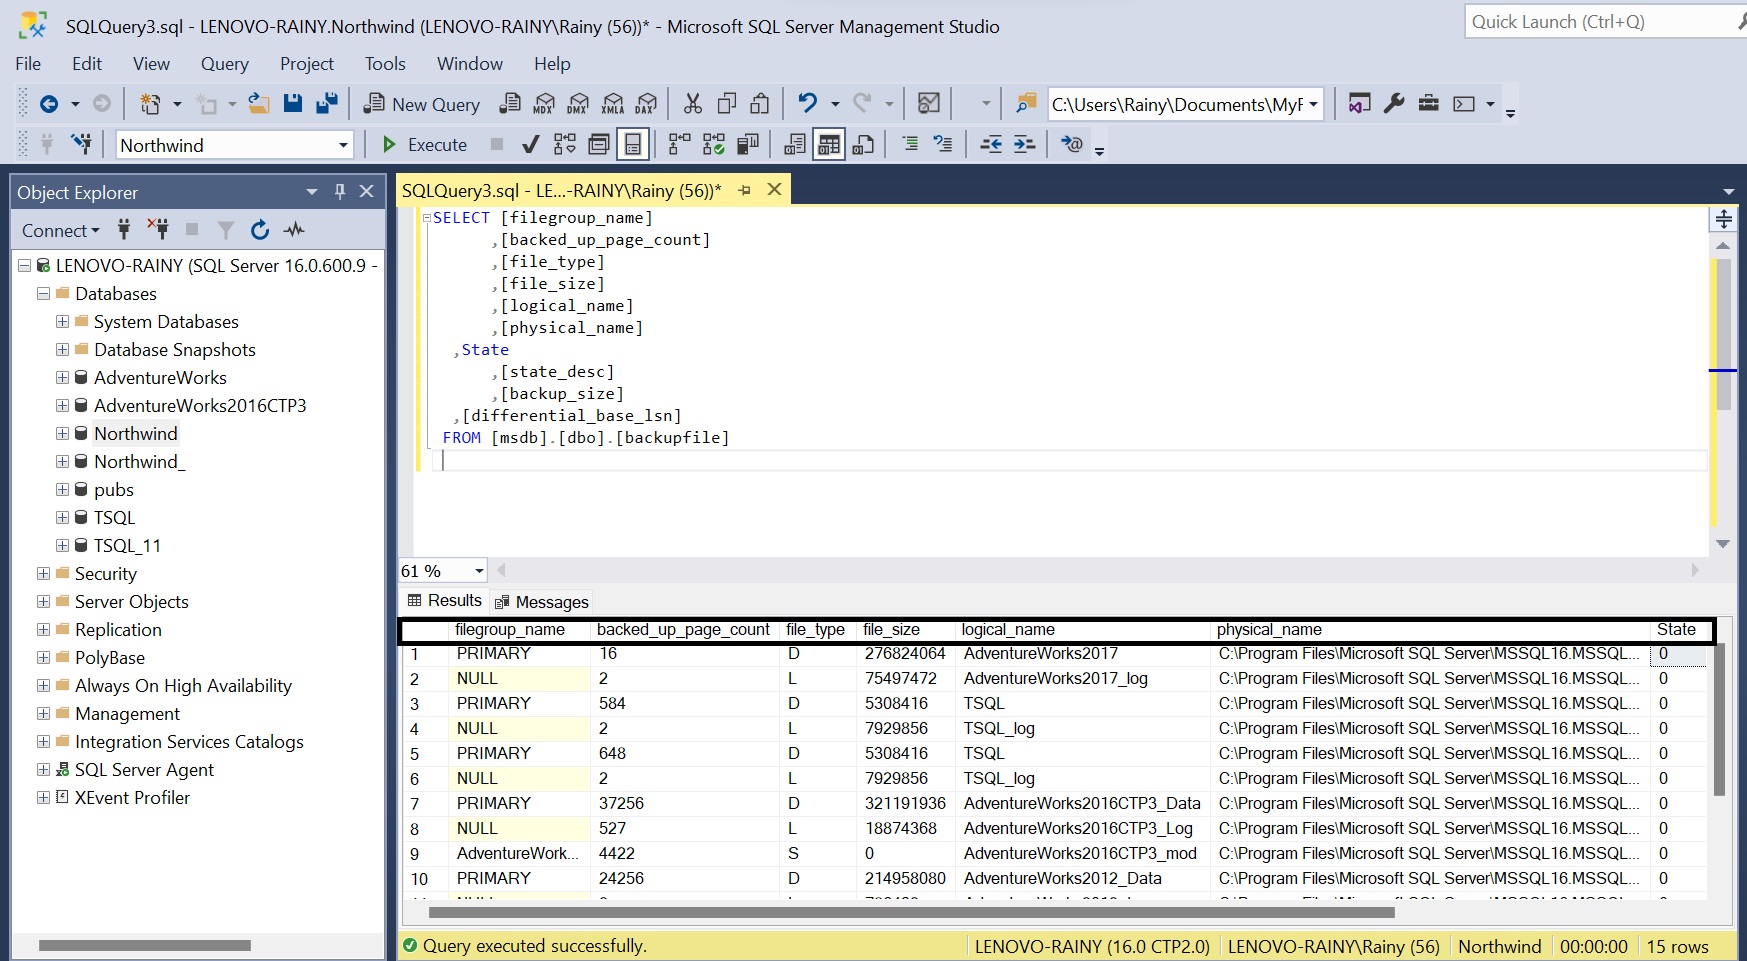 SQLQuery3.sql - LENOVO-RAINY.Northwind (LENOVO-RAINY\Rainy (56))* - Microsoft SQL Server Management Studio
Quick Launch (Ctrl+Q)
File Edit View Query Project Tools Window Help
New Query MDX DMX XMLA DAX C:\Users\Rainy\Documents\MyF
Northwind Execute
Object Explorer
SQLQuery3.sql - LE...-RAINY\Rainy (56))*
Connect
LENOVO-RAINY (SQL Server 16.0.600.9 -
Databases
System Databases
Database Snapshots
AdventureWorks
AdventureWorks2016CTP3
Northwind
Northwind_
pubs
TSQL
TSQL_11
Security
Server Objects
Replication
PolyBase
Always On High Availability
Management
Integration Services Catalogs
SQL Server Agent
XEvent Profiler
SELECT [filegroup_name]
,[backed_up_page_count]
,[file_type]
,[file_size]
,[logical_name]
,[physical_name]
,State
,[state_desc]
,[backup_size]
,[differential_base_lsn]
FROM [msdb].[dbo].[backupfile]
61 %
Results Messages
filegroup_name backed_up_page_count file_type file_size logical_name physical_name State
1 PRIMARY 16 D 276824064 AdventureWorks2017 C:\Program Files\Microsoft SQL Server\MSSQL16.MSSQL... 0
2 NULL 2 L 75497472 AdventureWorks2017_log C:\Program Files\Microsoft SQL Server\MSSQL16.MSSQL... 0
3 PRIMARY 584 D 5308416 TSQL C:\Program Files\Microsoft SQL Server\MSSQL16.MSSQL... 0
4 NULL 2 L 7929856 TSQL_log C:\Program Files\Microsoft SQL Server\MSSQL16.MSSQL... 0
5 PRIMARY 648 D 5308416 TSQL C:\Program Files\Microsoft SQL Server\MSSQL16.MSSQL... 0
6 NULL 2 L 7929856 TSQL_log C:\Program Files\Microsoft SQL Server\MSSQL16.MSSQL... 0
7 PRIMARY 37256 D 321191936 AdventureWorks2016CTP3_Data C:\Program Files\Microsoft SQL Server\MSSQL16.MSSQL... 0
8 NULL 527 L 18874368 AdventureWorks2016CTP3_Log C:\Program Files\Microsoft SQL Server\MSSQL16.MSSQL... 0
9 AdventureWork... 4422 S 0 AdventureWorks2016CTP3_mod C:\Program Files\Microsoft SQL Server\MSSQL16.MSSQL... 0
10 PRIMARY 24256 D 214958080 AdventureWorks2012_Data C:\Program Files\Microsoft SQL Server\MSSQL16.MSSQL... 0
Query executed successfully. LENOVO-RAINY (16.0 CTP2.0) LENOVO-RAINY\Rainy (56) Northwind 00:00:00 15 rows